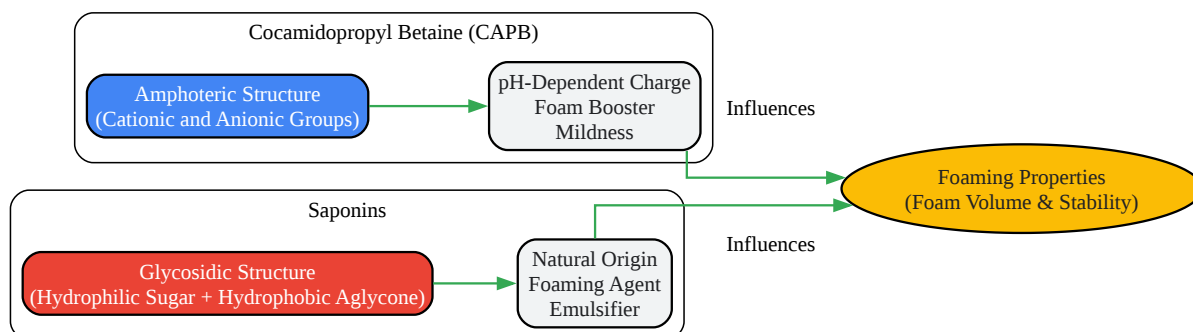 Cocamidopropyl Betaine (CAPB)
Amphoteric Structure
(Cationic and Anionic Groups)
pH-Dependent Charge
Foam Booster
Mildness
Influences
Foaming Properties
(Foam Volume & Stability)
Saponins
Glycosidic Structure
(Hydrophilic Sugar + Hydrophobic Aglycone)
Natural Origin
Foaming Agent
Emulsifier
Influences